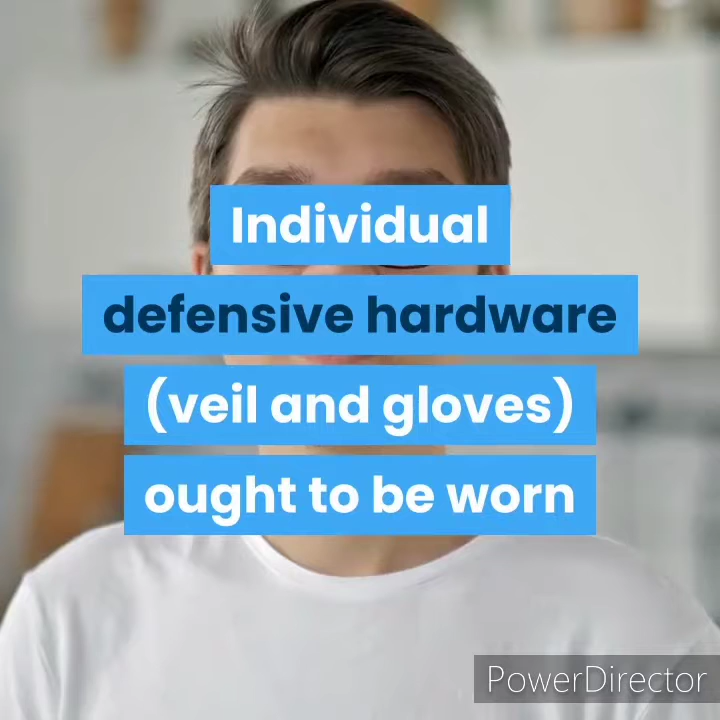 Individual
defensive hardware
(veil and gloves)
ought to be worn
PowerDirector